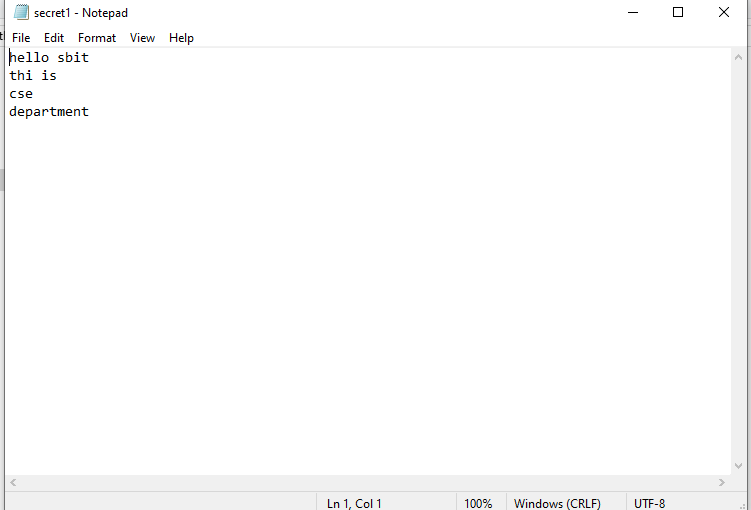 secret1 - Notepad
File Edit Format View Help
hello sbit
thi is
cse
department
Ln 1, Col 1 100% Windows (CRLF) UTF-8